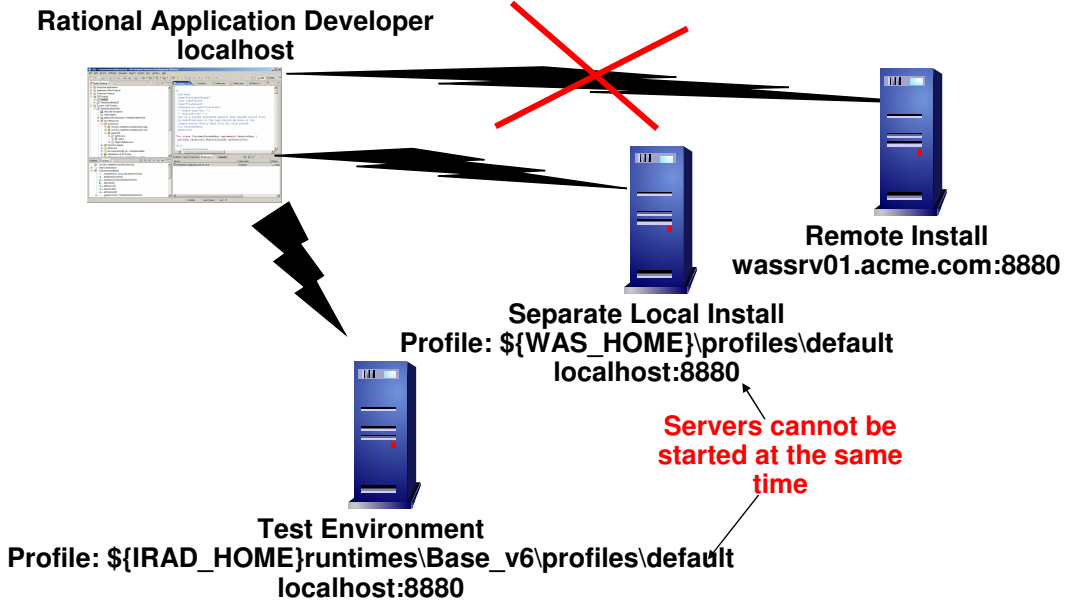 Rational Application Developer
localhost
Remote Install
wassrv01.acme.com:8880
Separate Local Install
Profile: ${WAS_HOME}\profiles\default
localhost:8880
Servers cannot be
started at the same
time
Test Environment
Profile: ${IRAD_HOME}runtimes\Base_v6\profiles\default
localhost:8880